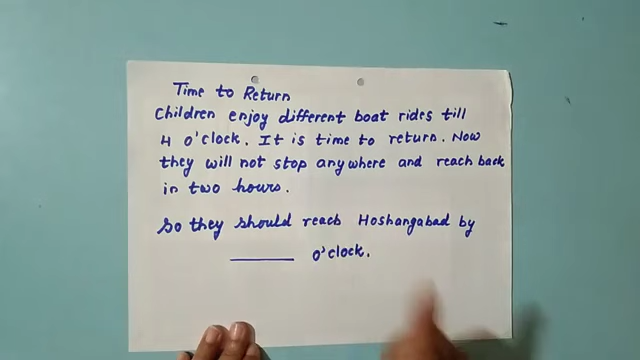 Time to Return
Children enjoy different boat rides till
4 o'clock. It is time to return. Now
they will not stop anywhere and reach back
in two hours.
So they should reach Hoshangabad by
______ o'clock.